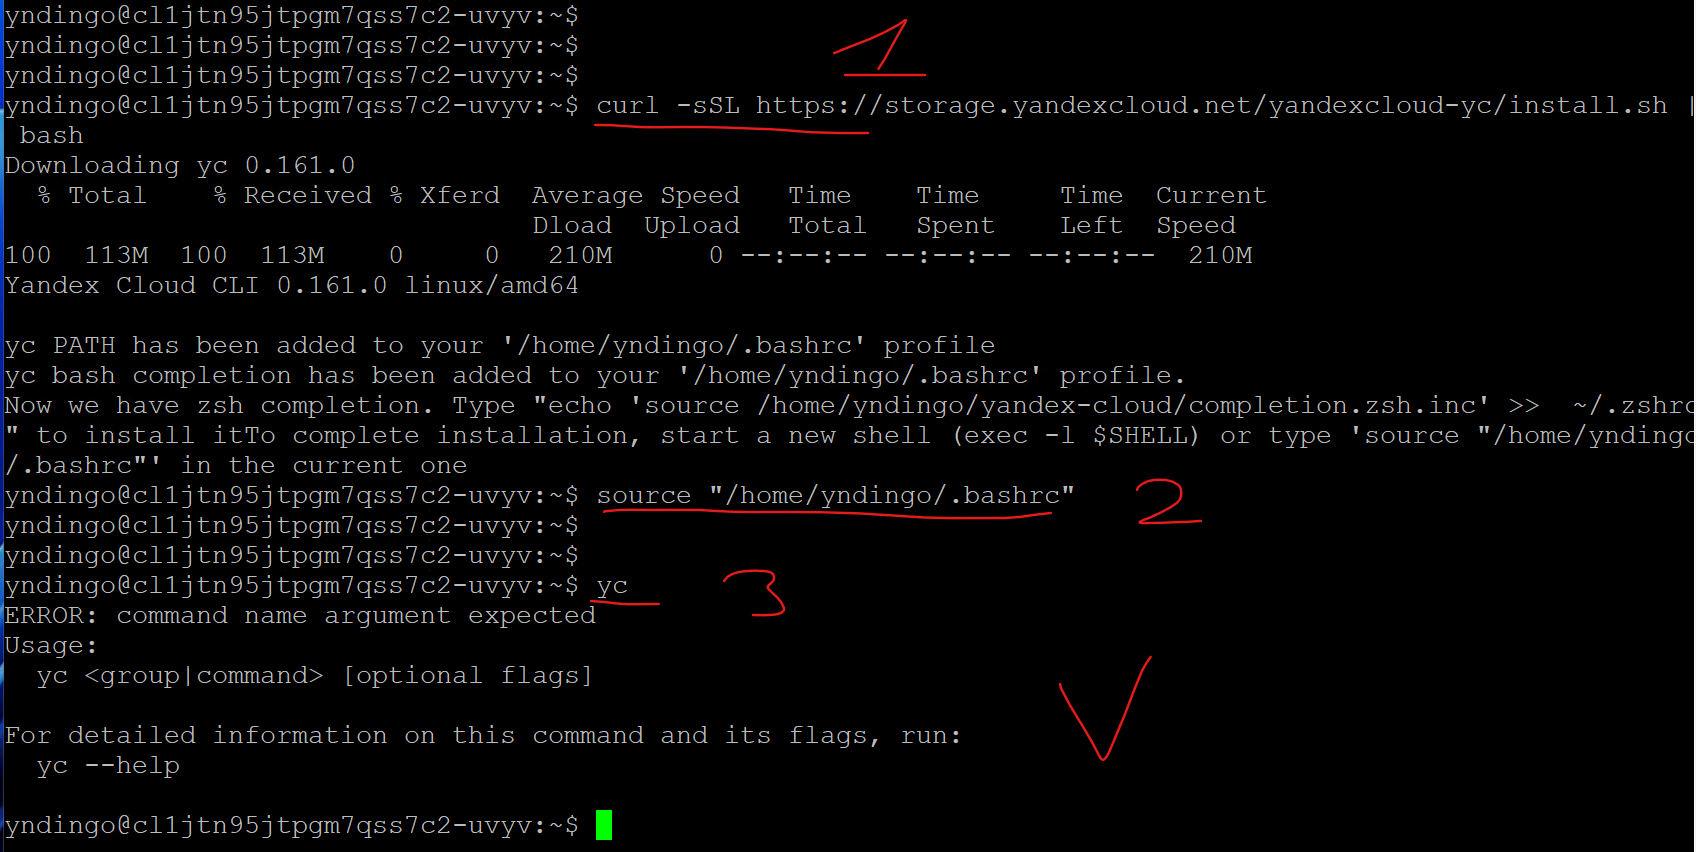 yndingo@cl1jtn95jtpgm7qss7c2-uvyv:~$
yndingo@cl1jtn95jtpgm7qss7c2-uvyv:~$
1
yndingo@cl1jtn95jtpgm7qss7c2-uvyv:~$
yndingo@cl1jtn95jtpgm7qss7c2-uvyv:~$ curl -sSL https://storage.yandexcloud.net/yandexcloud-yc/install.sh |
 bash
Downloading yc 0.161.0
  % Total    % Received % Xferd  Average Speed   Time    Time     Time  Current
                                 Dload  Upload   Total   Spent    Left  Speed
100  113M  100  113M    0     0   210M      0 --:--:-- --:--:-- --:--:--  210M
Yandex Cloud CLI 0.161.0 linux/amd64
yc PATH has been added to your '/home/yndingo/.bashrc' profile
yc bash completion has been added to your '/home/yndingo/.bashrc' profile.
Now we have zsh completion. Type "echo 'source /home/yndingo/yandex-cloud/completion.zsh.inc' >>  ~/.zshrc
" to install itTo complete installation, start a new shell (exec -l $SHELL) or type 'source "/home/yndingo
/.bashrc"' in the current one
yndingo@cl1jtn95jtpgm7qss7c2-uvyv:~$ source "/home/yndingo/.bashrc" 2
yndingo@cl1jtn95jtpgm7qss7c2-uvyv:~$
yndingo@cl1jtn95jtpgm7qss7c2-uvyv:~$
yndingo@cl1jtn95jtpgm7qss7c2-uvyv:~$ yc 3
ERROR: command name argument expected
Usage:
  yc <group|command> [optional flags]
For detailed information on this command and its flags, run:
  yc --help
yndingo@cl1jtn95jtpgm7qss7c2-uvyv:~$